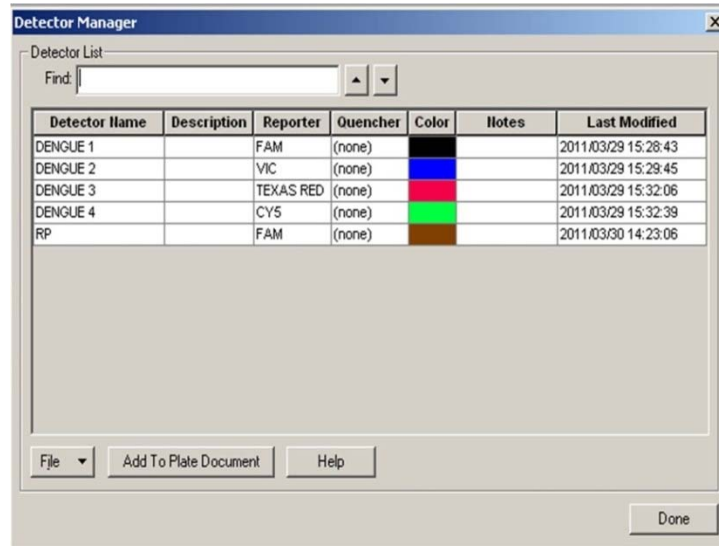 Detector Manager
Detector List
Find:
Detector Name Description Reporter Quencher Color Notes Last Modified
DENGUE 1 FAM (none) 2011/03/29 15:28:43
DENGUE 2 VIC (none) 2011/03/29 15:29:45
DENGUE 3 TEXAS RED (none) 2011/03/29 15:32:06
DENGUE 4 CY5 (none) 2011/03/29 15:32:39
RP FAM (none) 2011/03/30 14:23:06
File Add To Plate Document Help
Done